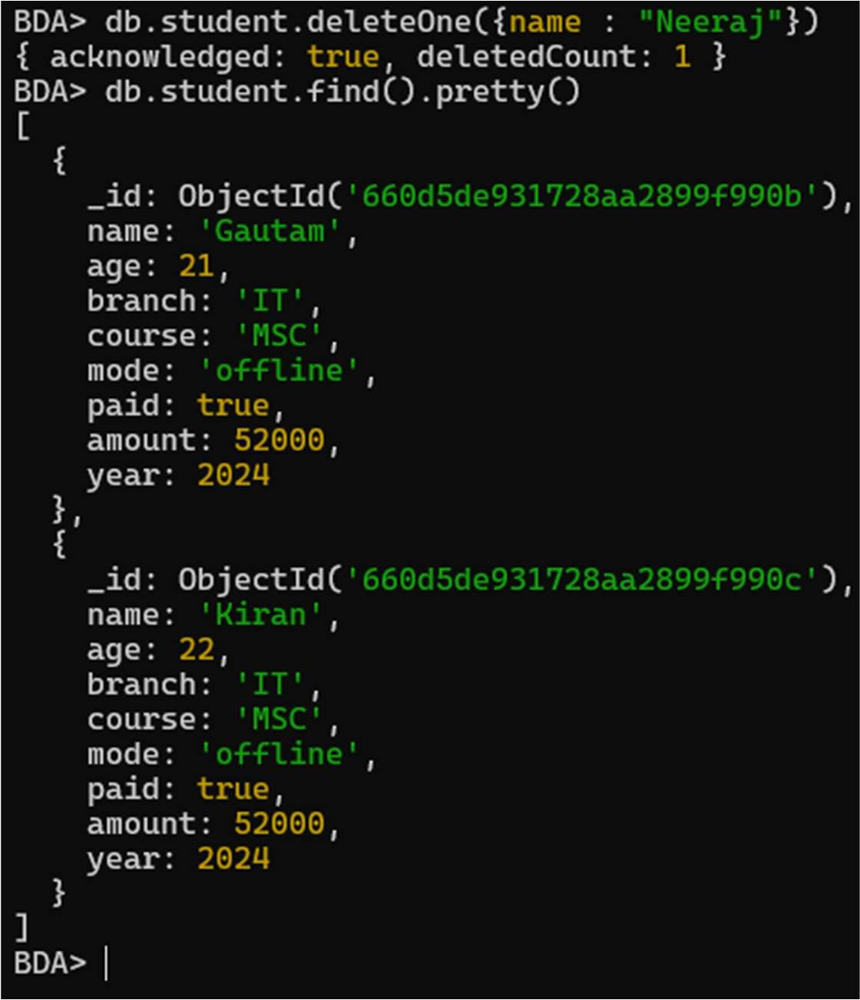 BDA> db.student.deleteOne({name : "Neeraj"})
{ acknowledged: true, deletedCount: 1 }
BDA> db.student.find().pretty()
[
  {
    _id: ObjectId('660d5de931728aa2899f990b'),
    name: 'Gautam',
    age: 21,
    branch: 'IT',
    course: 'MSC',
    mode: 'offline',
    paid: true,
    amount: 52000,
    year: 2024
  },
  {
    _id: ObjectId('660d5de931728aa2899f990c'),
    name: 'Kiran',
    age: 22,
    branch: 'IT',
    course: 'MSC',
    mode: 'offline',
    paid: true,
    amount: 52000,
    year: 2024
  }
]
BDA>